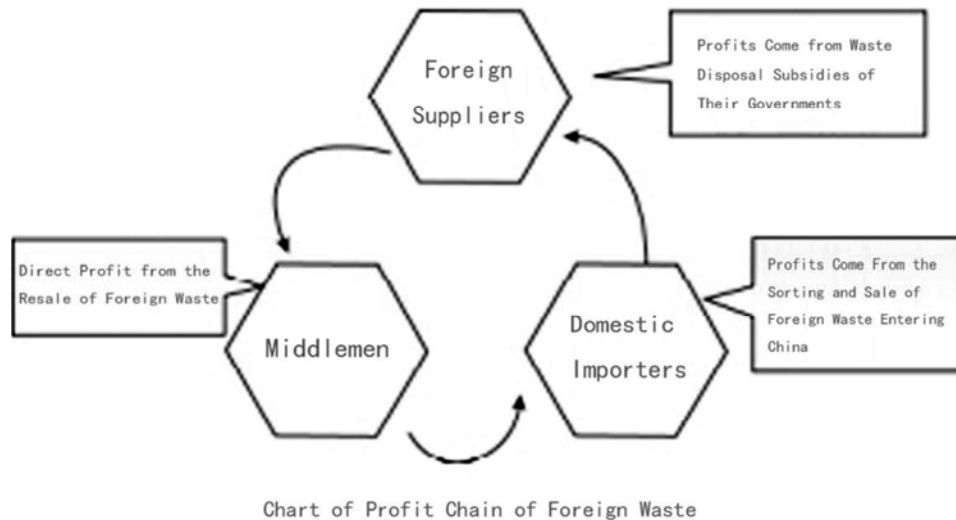 Foreign
Suppliers
Profits Come from Waste
Disposal Subsidies of
Their Governments
Direct Profit from the
Resale of Foreign Waste
Middlemen
Domestic
Importers
Profits Come From the
Sorting and Sale of
Foreign Waste Entering
China
Chart of Profit Chain of Foreign Waste